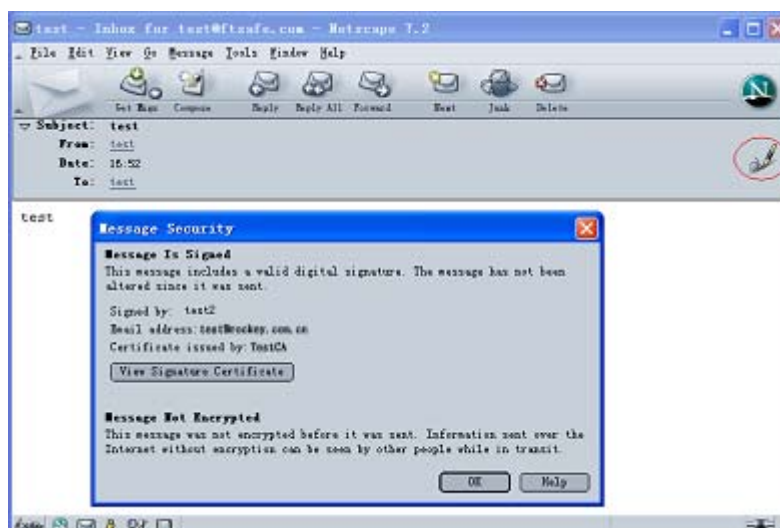 test - Inbox for test@ftsafe.com - Netscape 7.2
File Edit View Go Message Tools Window Help
Get Msgs Compose Reply Reply All Forward Next Junk Delete
N
Subject: test
From: test
Date: 16:52
To: test
test
Message Security
Message Is Signed
This message includes a valid digital signature. The message has not been
altered since it was sent.
Signed by: test2
Email address: test@rockey.com.cn
Certificate issued by: TestCA
View Signature Certificate
Message Not Encrypted
This message was not encrypted before it was sent. Information sent over the
Internet without encryption can be seen by other people while in transit.
OK Help